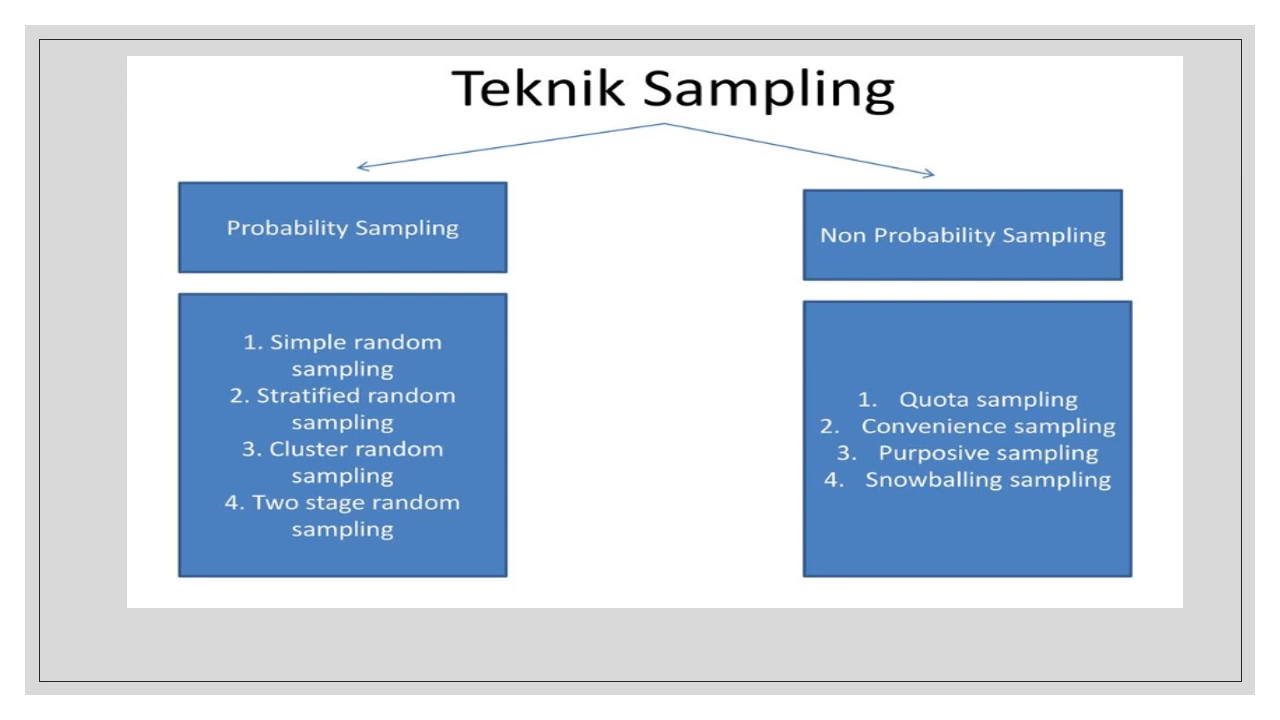 Teknik Sampling
Probability Sampling
1. Simple random
sampling
2. Stratified random
sampling
3. Cluster random
sampling
4. Two stage random
sampling
Non Probability Sampling
1. Quota sampling
2. Convenience sampling
3. Purposive sampling
4. Snowballing sampling